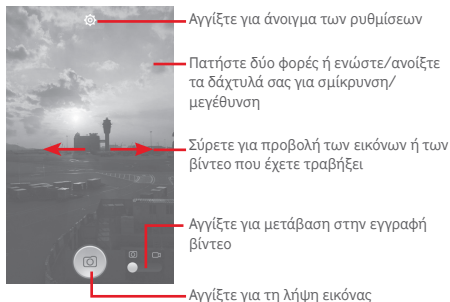 Αγγίξτε για άνοιγμα των ρυθμίσεων
Πατήστε δύο φορές ή ενώστε/ανοίξτε
τα δάχτυλά σας για σμίκρυνση/
μεγέθυνση
Σύρετε για προβολή των εικόνων ή των
βίντεο που έχετε τραβήξει
Αγγίξτε για μετάβαση στην εγγραφή
βίντεο
Αγγίξτε για τη λήψη εικόνας